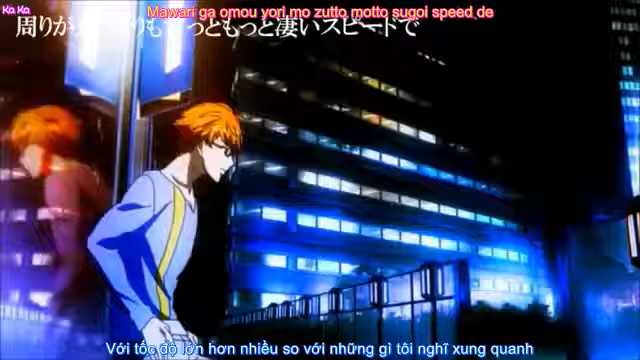 Ka Ka
Mawari ga omou yori mo zutto motto sugoi speed de
周りが りも っともっと凄いスピードで
Với tốc độ lớn hơn nhiều so với những gì tôi nghĩ xung quanh